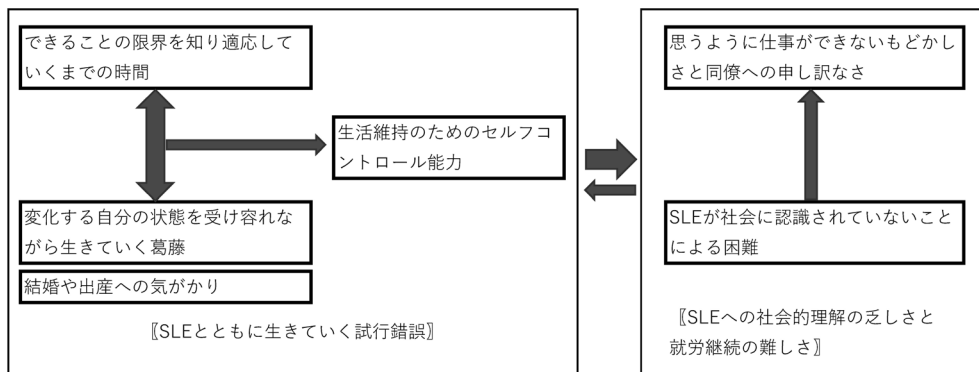 できることの限界を知り適応して
いくまでの時間
生活維持のためのセルフコ
ントロール能力
変化する自分の状態を受け容れな
がら生きていく葛藤
結婚や出産への気がかり
〖SLEとともに生きていく試行錯誤〗
思うように仕事ができないもどかし
さと同僚への申し訳なさ
SLEが社会に認識されていないこと
による困難
〖SLEへの社会的理解の乏しさと
就労継続の難しさ〗